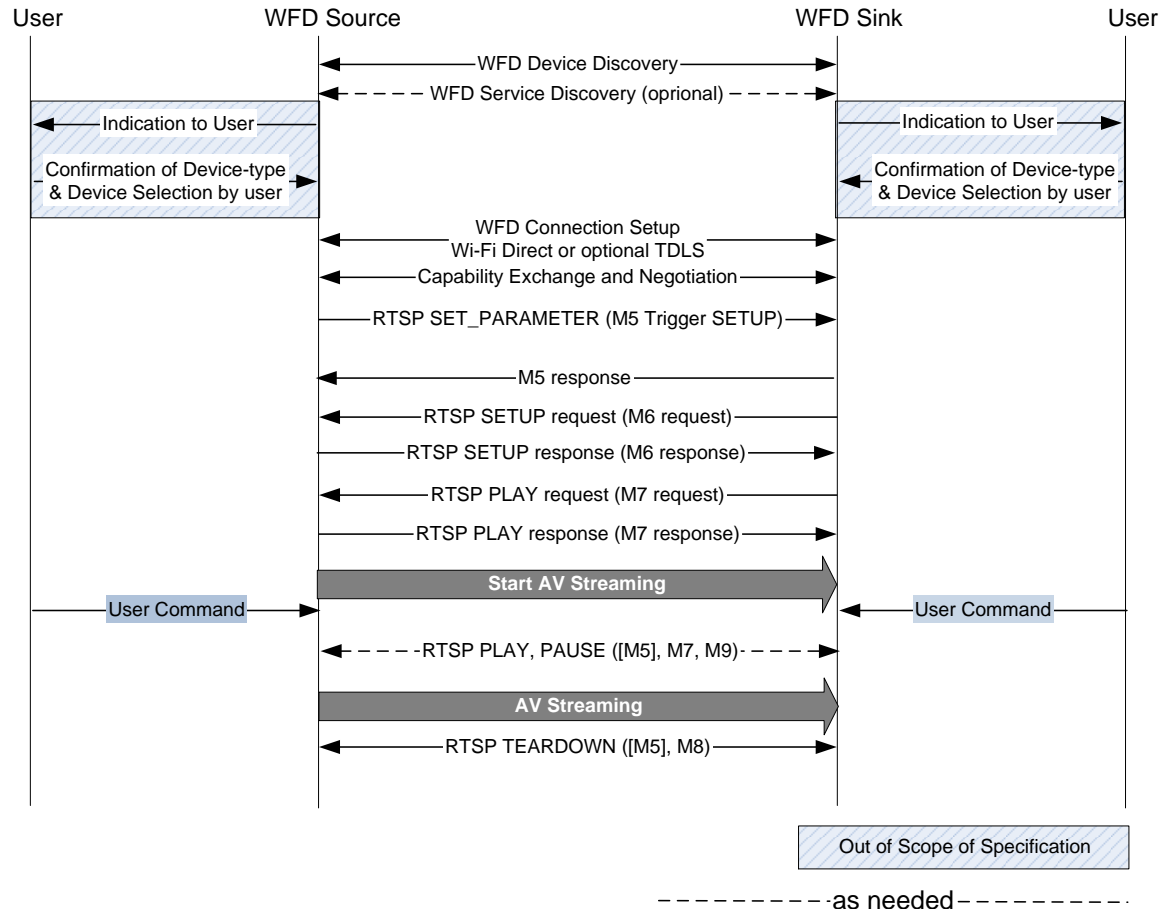 User
WFD Source
WFD Sink
User
WFD Device Discovery
WFD Service Discovery (oprional)
Indication to User
Indication to User
Confirmation of Device-type
& Device Selection by user
Confirmation of Device-type
& Device Selection by user
WFD Connection Setup
Wi-Fi Direct or optional TDLS
Capability Exchange and Negotiation
RTSP SET_PARAMETER (M5 Trigger SETUP)
M5 response
RTSP SETUP request (M6 request)
RTSP SETUP response (M6 response)
RTSP PLAY request (M7 request)
RTSP PLAY response (M7 response)
Start AV Streaming
User Command
User Command
RTSP PLAY, PAUSE ([M5], M7, M9)
AV Streaming
RTSP TEARDOWN ([M5], M8)
Out of Scope of Specification
as needed